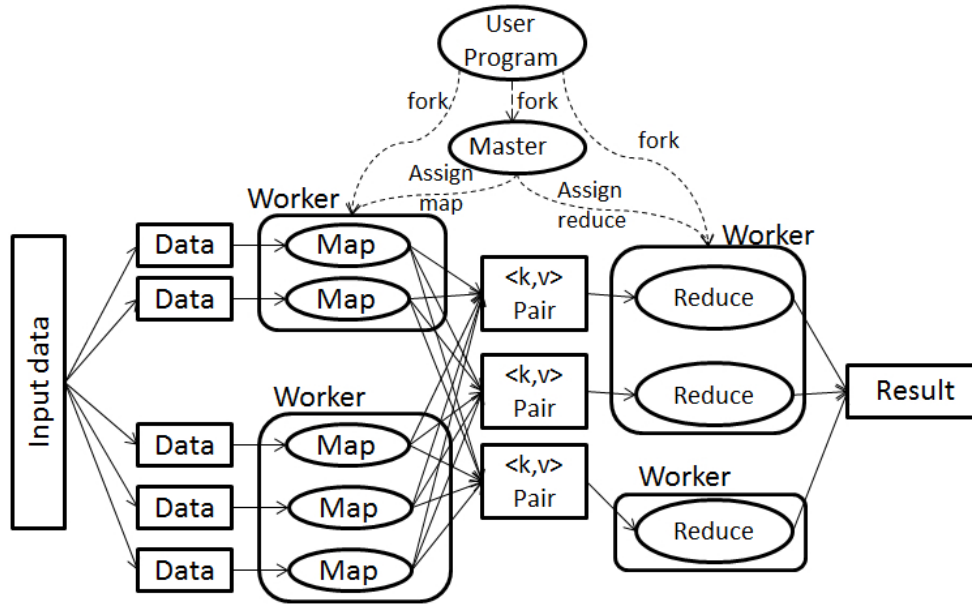 User
Program
fork
fork
fork
Master
Assign
map
Assign
reduce
Worker
Worker
Input data
Data
Map
Data
Map
<k,v>
Pair
Reduce
<k,v>
Pair
Reduce
Result
Worker
Data
Map
Data
Map
Data
Map
<k,v>
Pair
Worker
Reduce